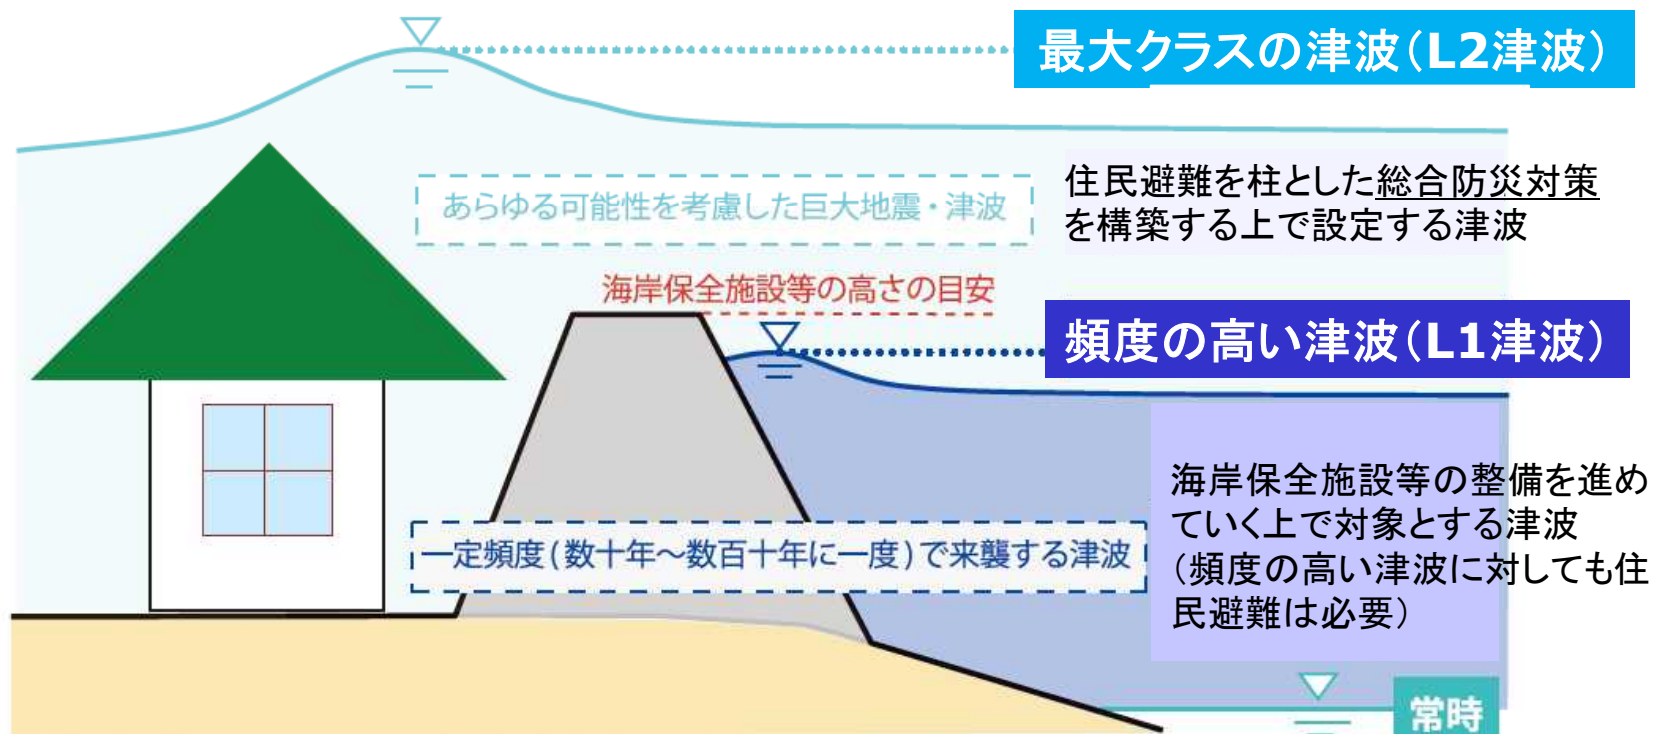 最大クラスの津波（L2津波）
住民避難を柱とした総合防災対策
を構築する上で設定する津波
あらゆる可能性を考慮した巨大地震・津波
海岸保全施設等の高さの目安
頻度の高い津波（L1津波）
海岸保全施設等の整備を進め
ていく上で対象とする津波
（頻度の高い津波に対しても住
民避難は必要）
一定頻度(数十年～数百十年に一度)で来襲する津波
常時